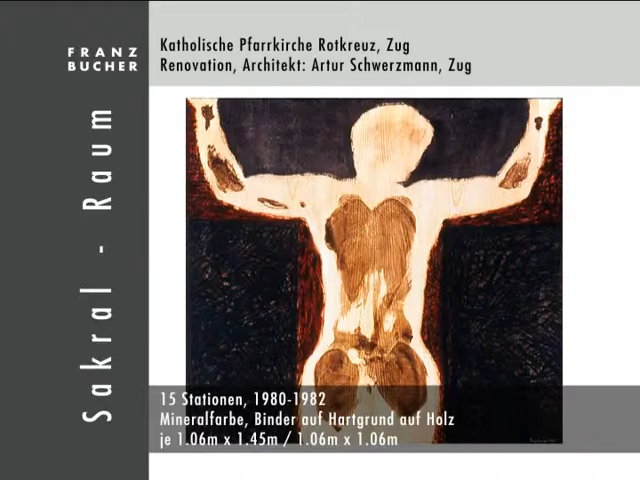 FRANZ
BUCHER
Sakral - Raum
Katholische Pfarrkirche Rotkreuz, Zug
Renovation, Architekt: Artur Schwerzmann, Zug
15 Stationen, 1980-1982
Mineralfarbe, Binder auf Hartgrund auf Holz
je 1.06m x 1.45m / 1.06m x 1.06m